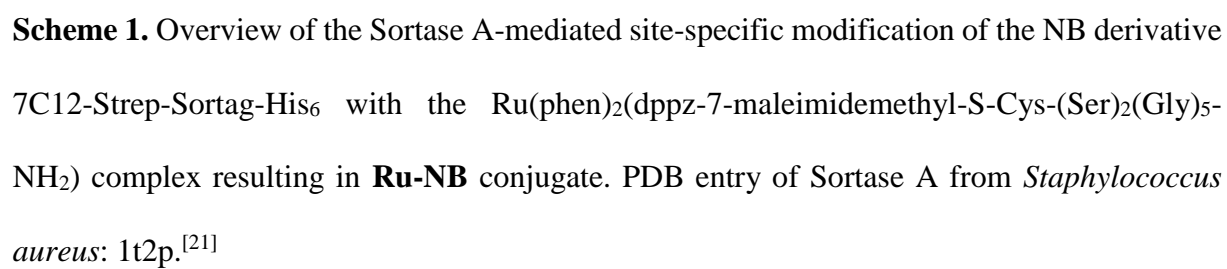 Scheme 1. Overview of the Sortase A-mediated site-specific modification of the NB derivative
7C12-Strep-Sortag-His₆ with the Ru(phen)₂(dppz-7-maleimidemethyl-S-Cys-(Ser)₂(Gly)₅-
NH₂) complex resulting in Ru-NB conjugate. PDB entry of Sortase A from Staphylococcus
aureus: 1t2p.[21]